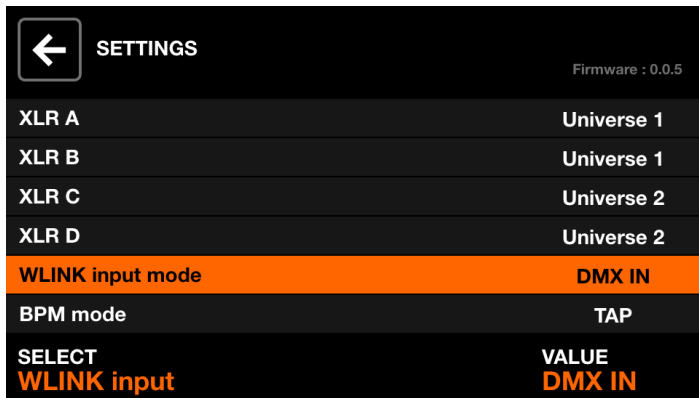 SETTINGS
Firmware : 0.0.5
XLR A Universe 1
XLR B Universe 1
XLR C Universe 2
XLR D Universe 2
WLINK input mode DMX IN
BPM mode TAP
SELECT VALUE
WLINK input DMX IN